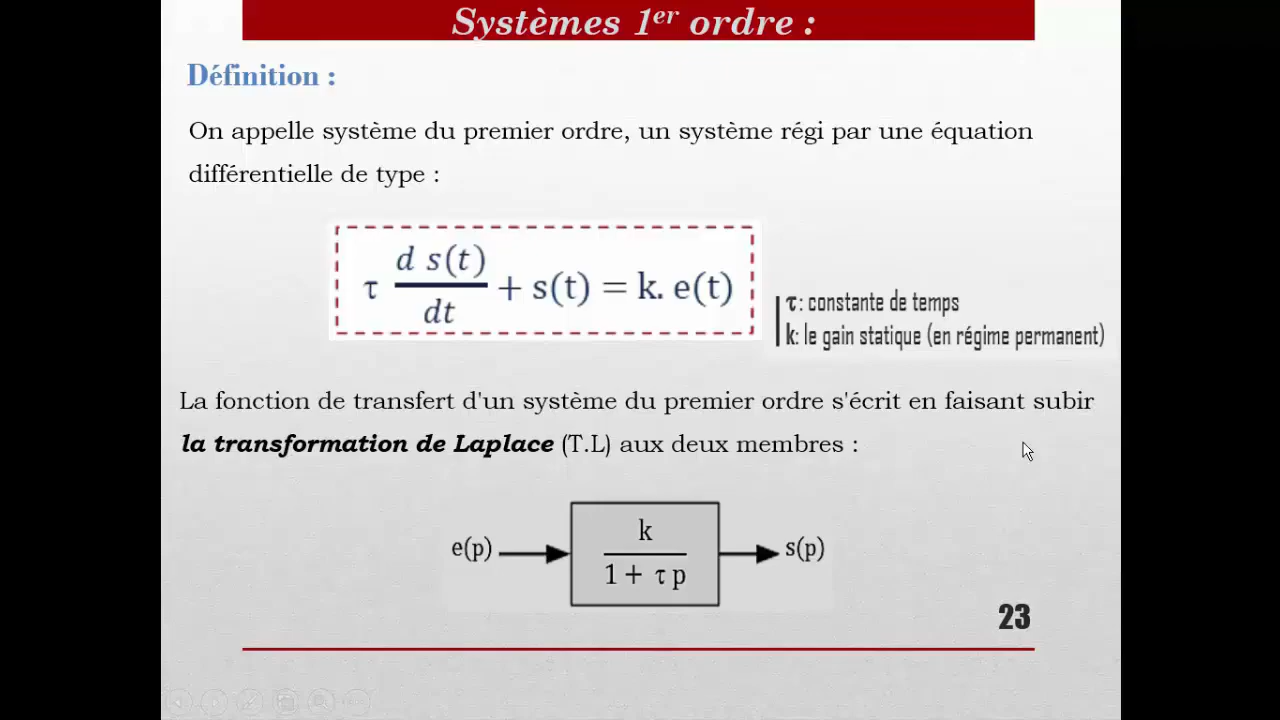 Systèmes 1er ordre :
Définition :
On appelle système du premier ordre, un système régi par une équation
différentielle de type :
τ d s(t)/dt + s(t) = k. e(t)
τ: constante de temps
k: le gain statique (en régime permanent)
La fonction de transfert d'un système du premier ordre s'écrit en faisant subir
la transformation de Laplace (T.L) aux deux membres :
e(p) k/(1 + τ p) s(p)
23